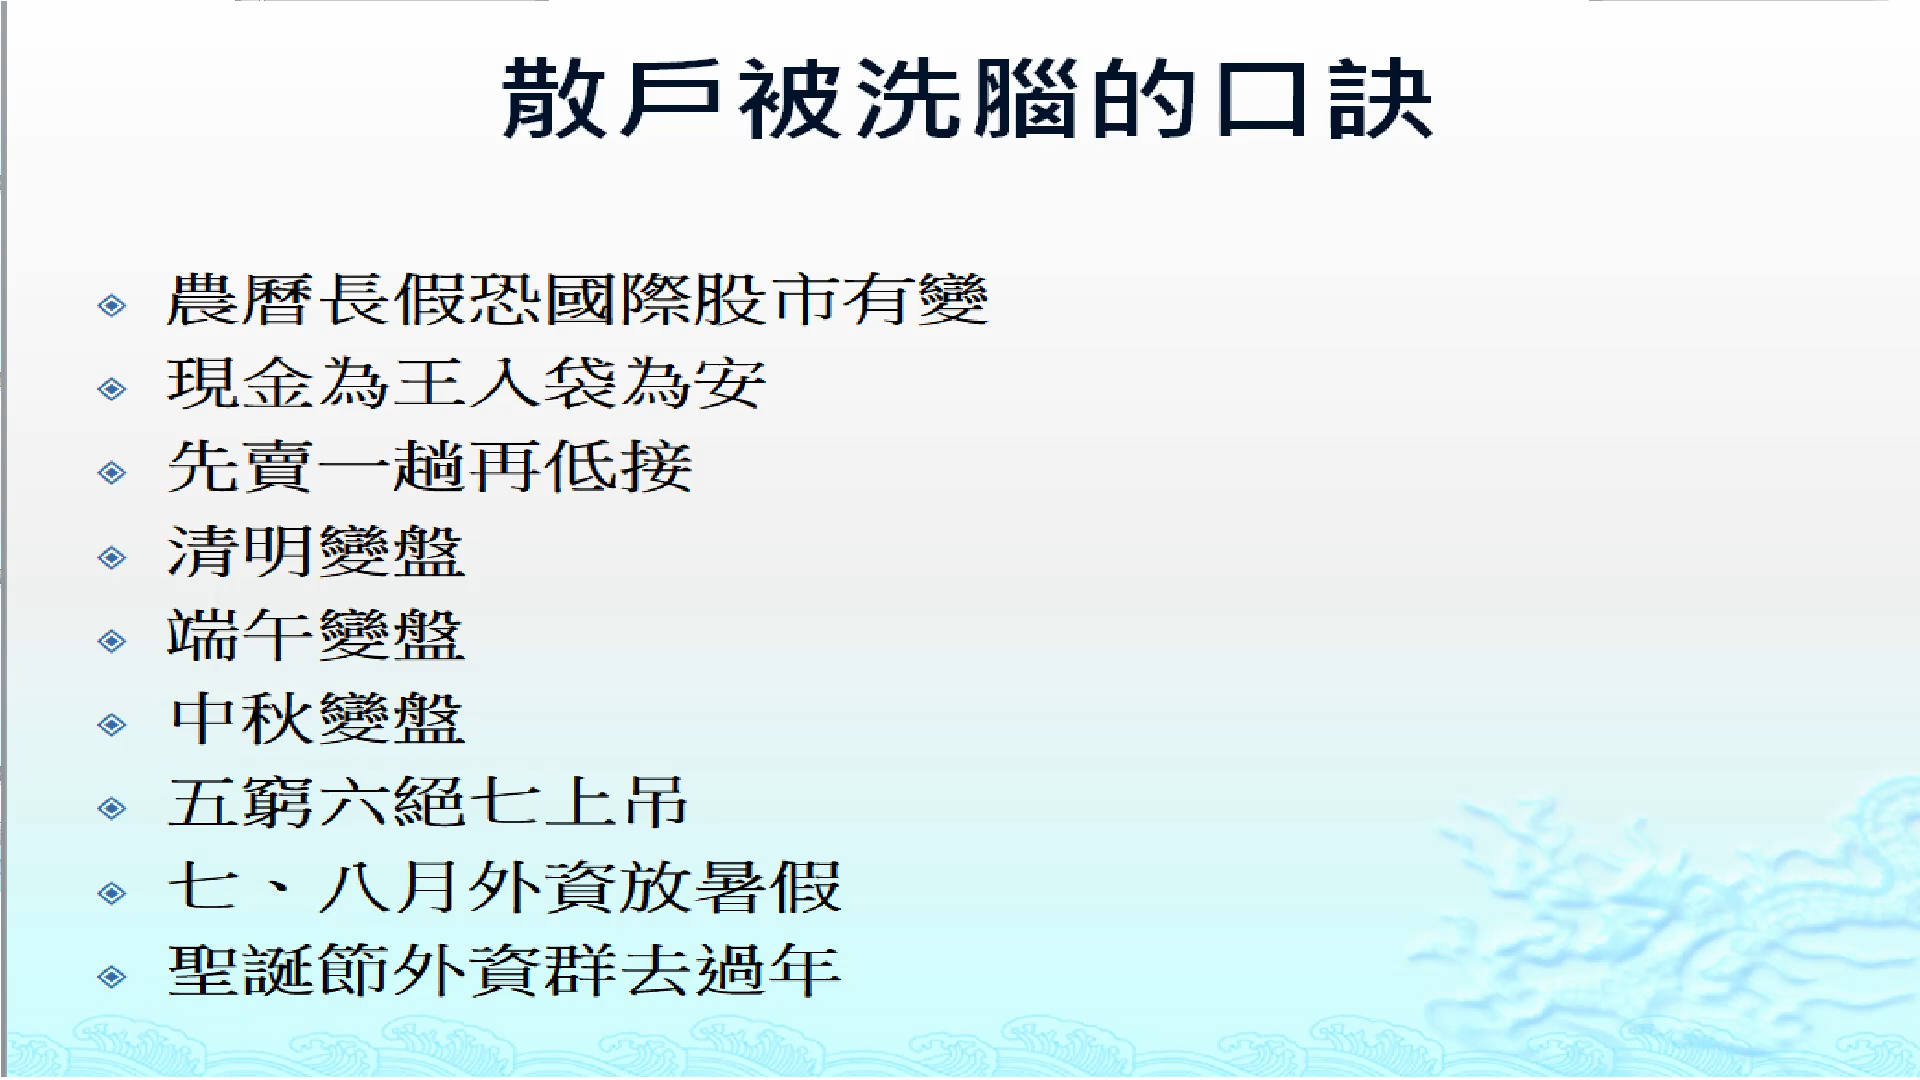 散戶被洗腦的口訣
農曆長假恐國際股市有變
現金為王入袋為安
先賣一趟再低接
清明變盤
端午變盤
中秋變盤
五窮六絕七上吊
七、八月外資放暑假
聖誕節外資群去過年